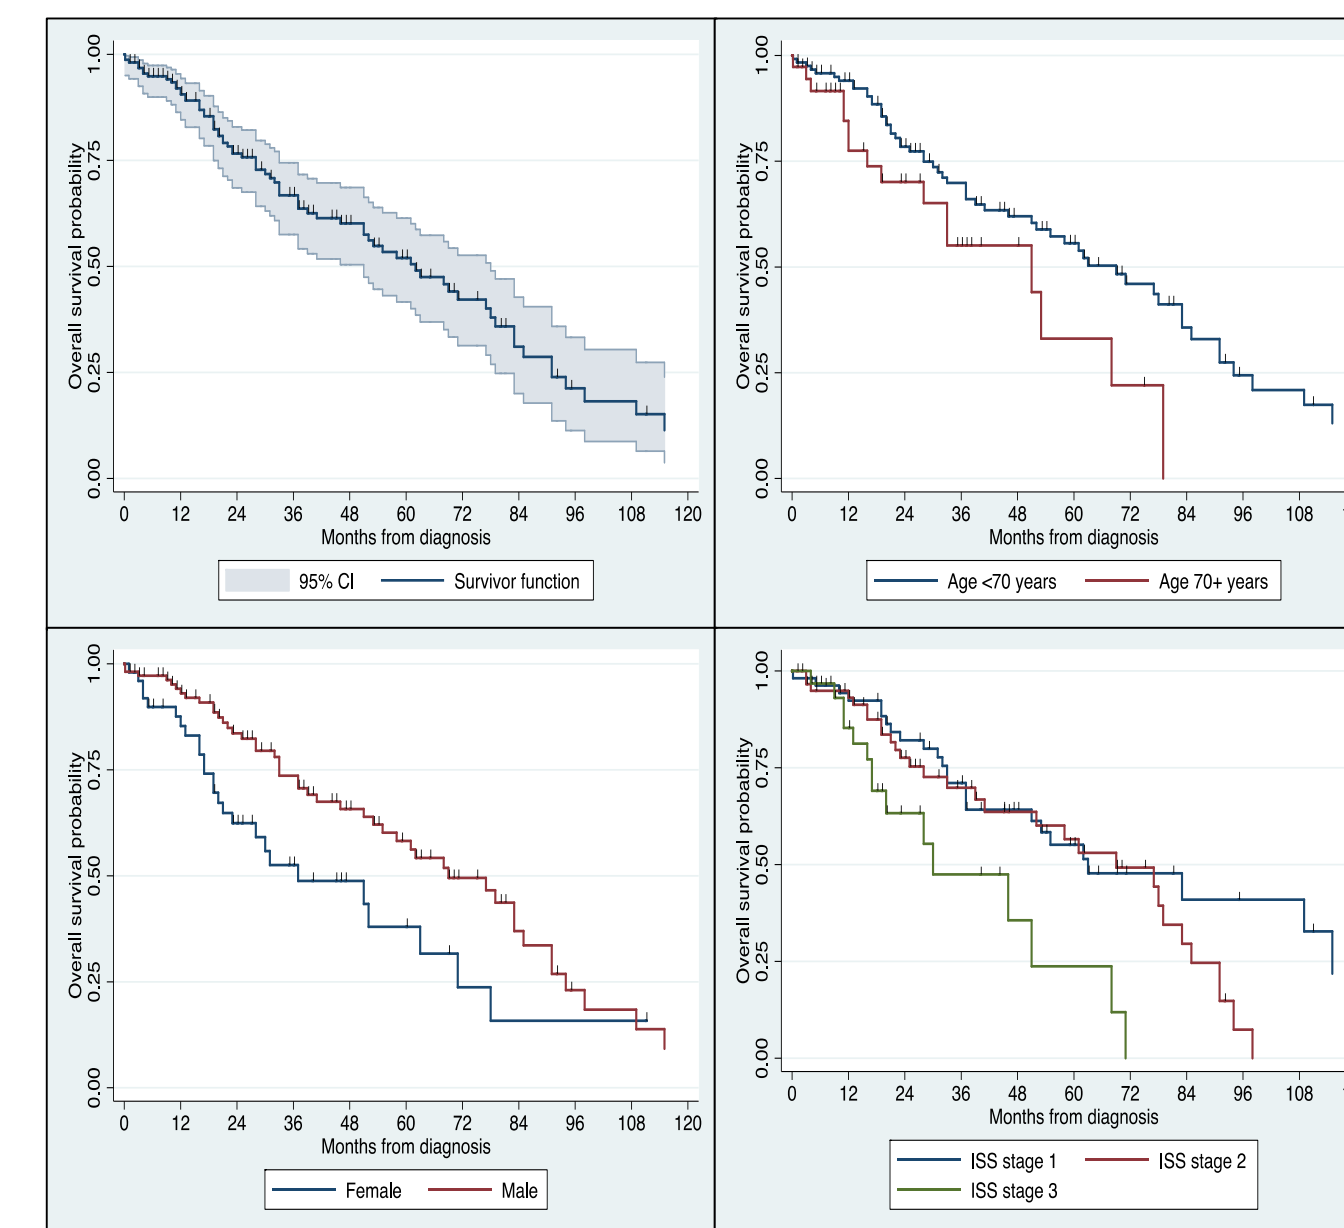 Overall survival probability
1.00
0.75
0.50
0.25
0.00
0 12 24 36 48 60 72 84 96 108 120
Months from diagnosis
95% CI Survivor function
Overall survival probability
1.00
0.75
0.50
0.25
0.00
0 12 24 36 48 60 72 84 96 108
Months from diagnosis
Age <70 years Age 70+ years
Overall survival probability
1.00
0.75
0.50
0.25
0.00
0 12 24 36 48 60 72 84 96 108 120
Months from diagnosis
Female Male
Overall survival probability
1.00
0.75
0.50
0.25
0.00
0 12 24 36 48 60 72 84 96 108
Months from diagnosis
ISS stage 1 ISS stage 2
ISS stage 3